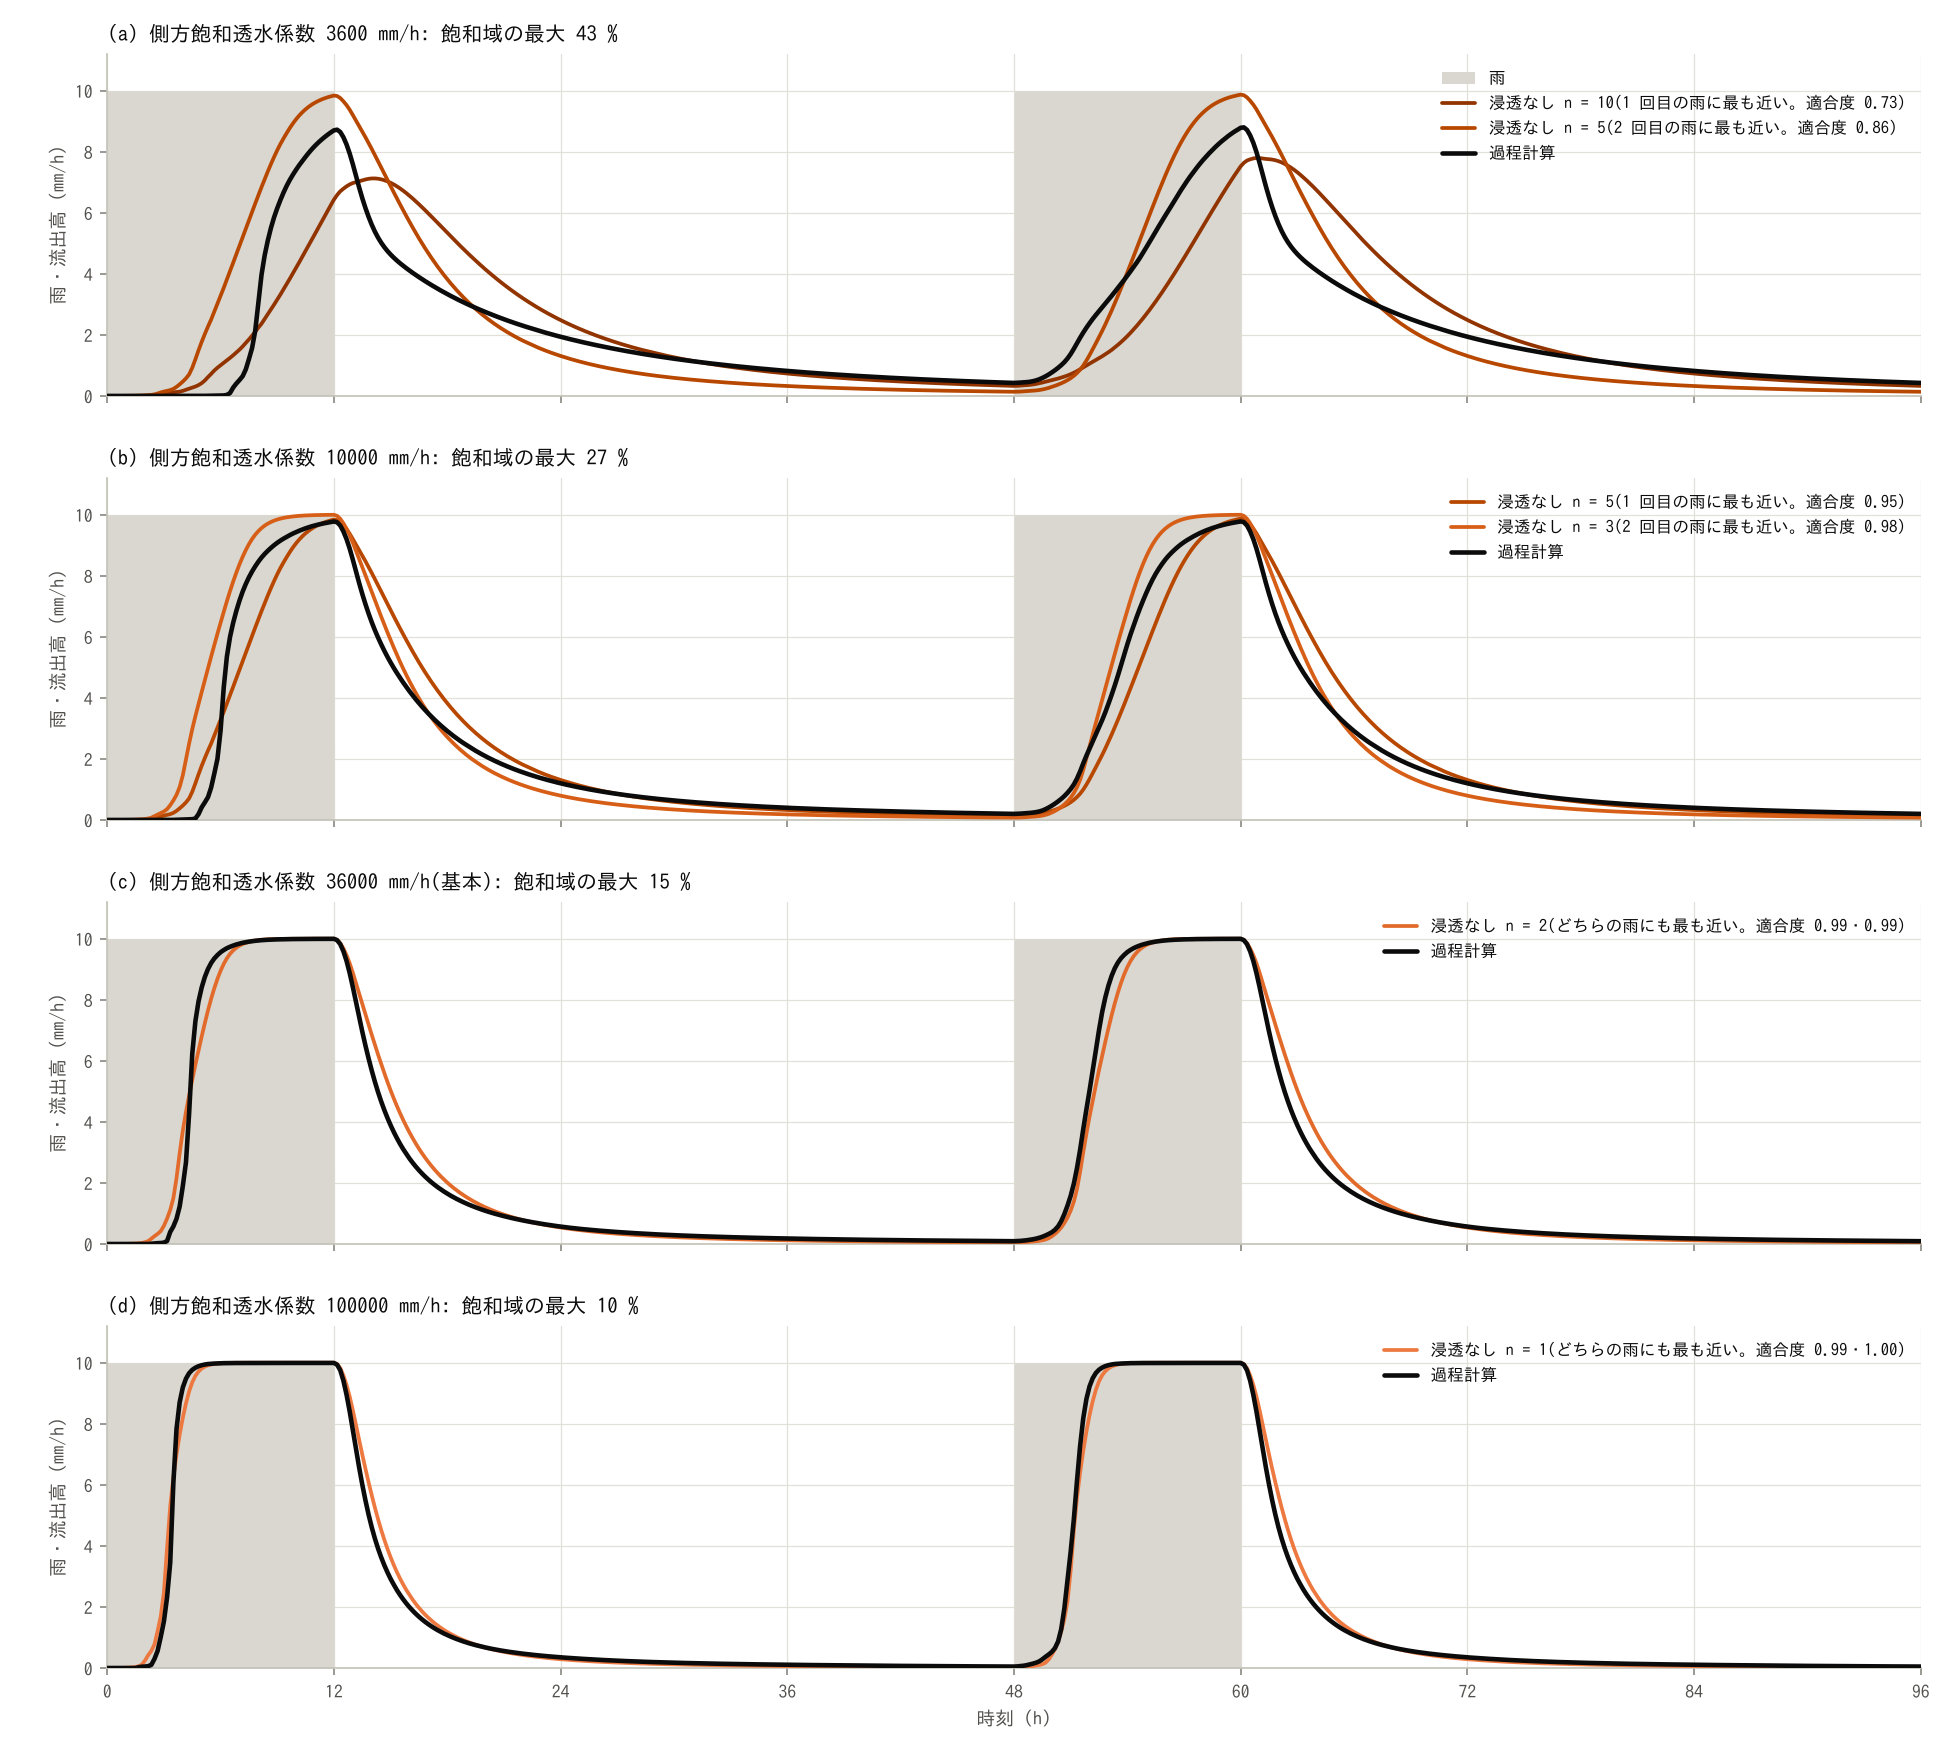 (a) 側方飽和透水係数 3600 mm/h: 飽和域の最大 43 %
雨
浸透なし n = 10(1 回目の雨に最も近い。適合度 0.73)
浸透なし n = 5(2 回目の雨に最も近い。適合度 0.86)
過程計算
雨・流出高 (mm/h)
10
8
6
4
2
0
(b) 側方飽和透水係数 10000 mm/h: 飽和域の最大 27 %
浸透なし n = 5(1 回目の雨に最も近い。適合度 0.95)
浸透なし n = 3(2 回目の雨に最も近い。適合度 0.98)
過程計算
雨・流出高 (mm/h)
10
8
6
4
2
0
(c) 側方飽和透水係数 36000 mm/h(基本): 飽和域の最大 15 %
浸透なし n = 2(どちらの雨にも最も近い。適合度 0.99・0.99)
過程計算
雨・流出高 (mm/h)
10
8
6
4
2
0
(d) 側方飽和透水係数 100000 mm/h: 飽和域の最大 10 %
浸透なし n = 1(どちらの雨にも最も近い。適合度 0.99・1.00)
過程計算
雨・流出高 (mm/h)
10
8
6
4
2
0
0 12 24 36 48 60 72 84 96
時刻 (h)